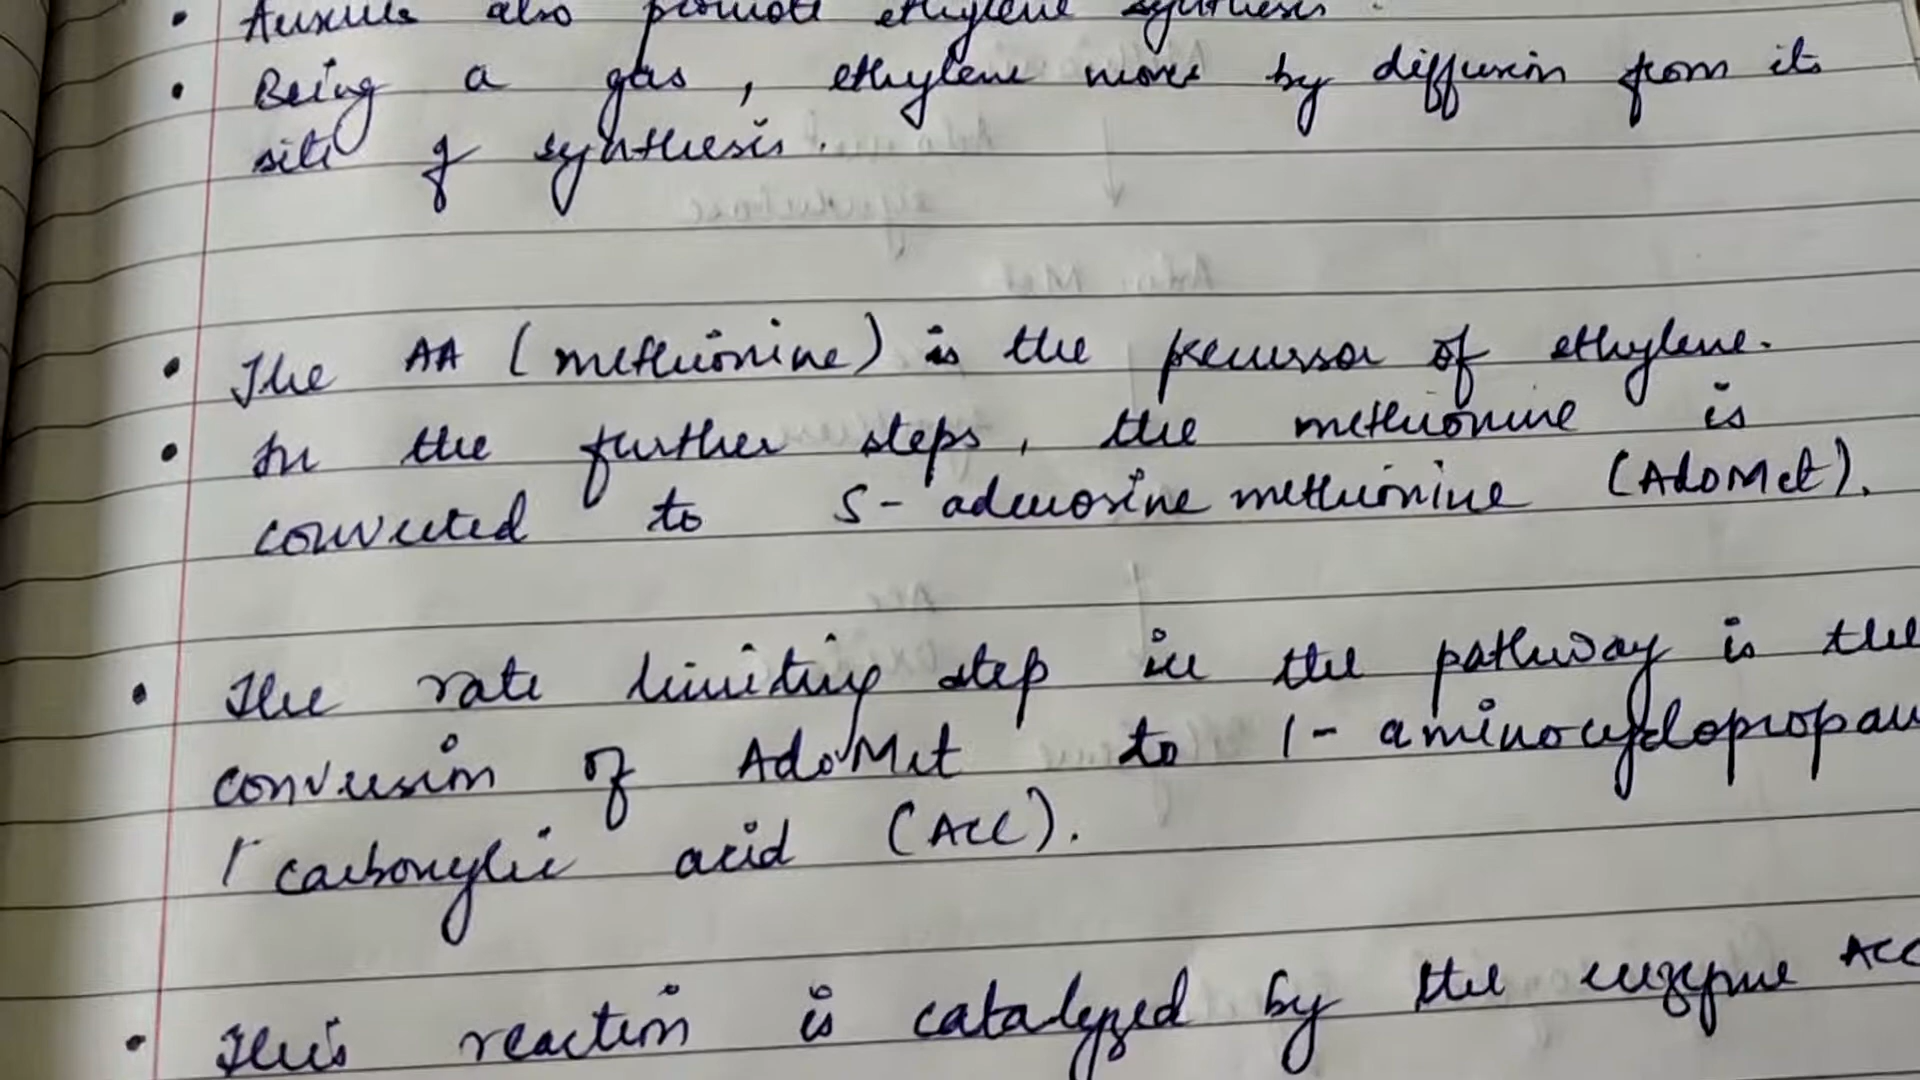 • Auxins also promote ethylene synthesis.
• Being a gas, ethylene moves by diffusion from its
site of synthesis.
• The AA (methionine) is the precursor of ethylene.
• In the further steps, the methionine is
converted to S-adenosine methionine (AdoMet).
• The rate limiting step in the pathway is the
conversion of AdoMet to 1-aminocyclopropan
1 carboxylic acid (ACC).
• This reaction is catalyzed by the enzyme ACC